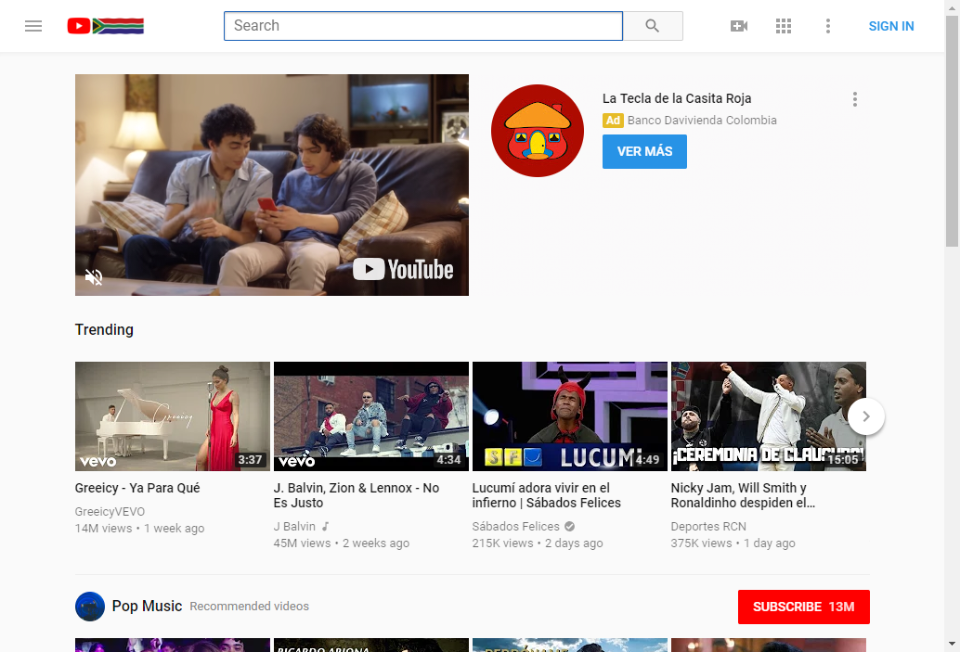 Search
SIGN IN
La Tecla de la Casita Roja
Ad Banco Davivienda Colombia
VER MÁS
YouTube
Trending
Greeicy
vevo
3:37
vevo
4:34
SFD
LUCUMÍ
4:49
¡CEREMONIA DE CLAUSURA!
15:05
Greeicy - Ya Para Qué
GreeicyVEVO
14M views • 1 week ago
J. Balvin, Zion & Lennox - No
Es Justo
J Balvin
45M views • 2 weeks ago
Lucumí adora vivir en el
infierno | Sábados Felices
Sábados Felices
215K views • 2 days ago
Nicky Jam, Will Smith y
Ronaldinho despiden el...
Deportes RCN
375K views • 1 day ago
Pop Music Recommended videos
SUBSCRIBE 13M
RICARDO ARJONA